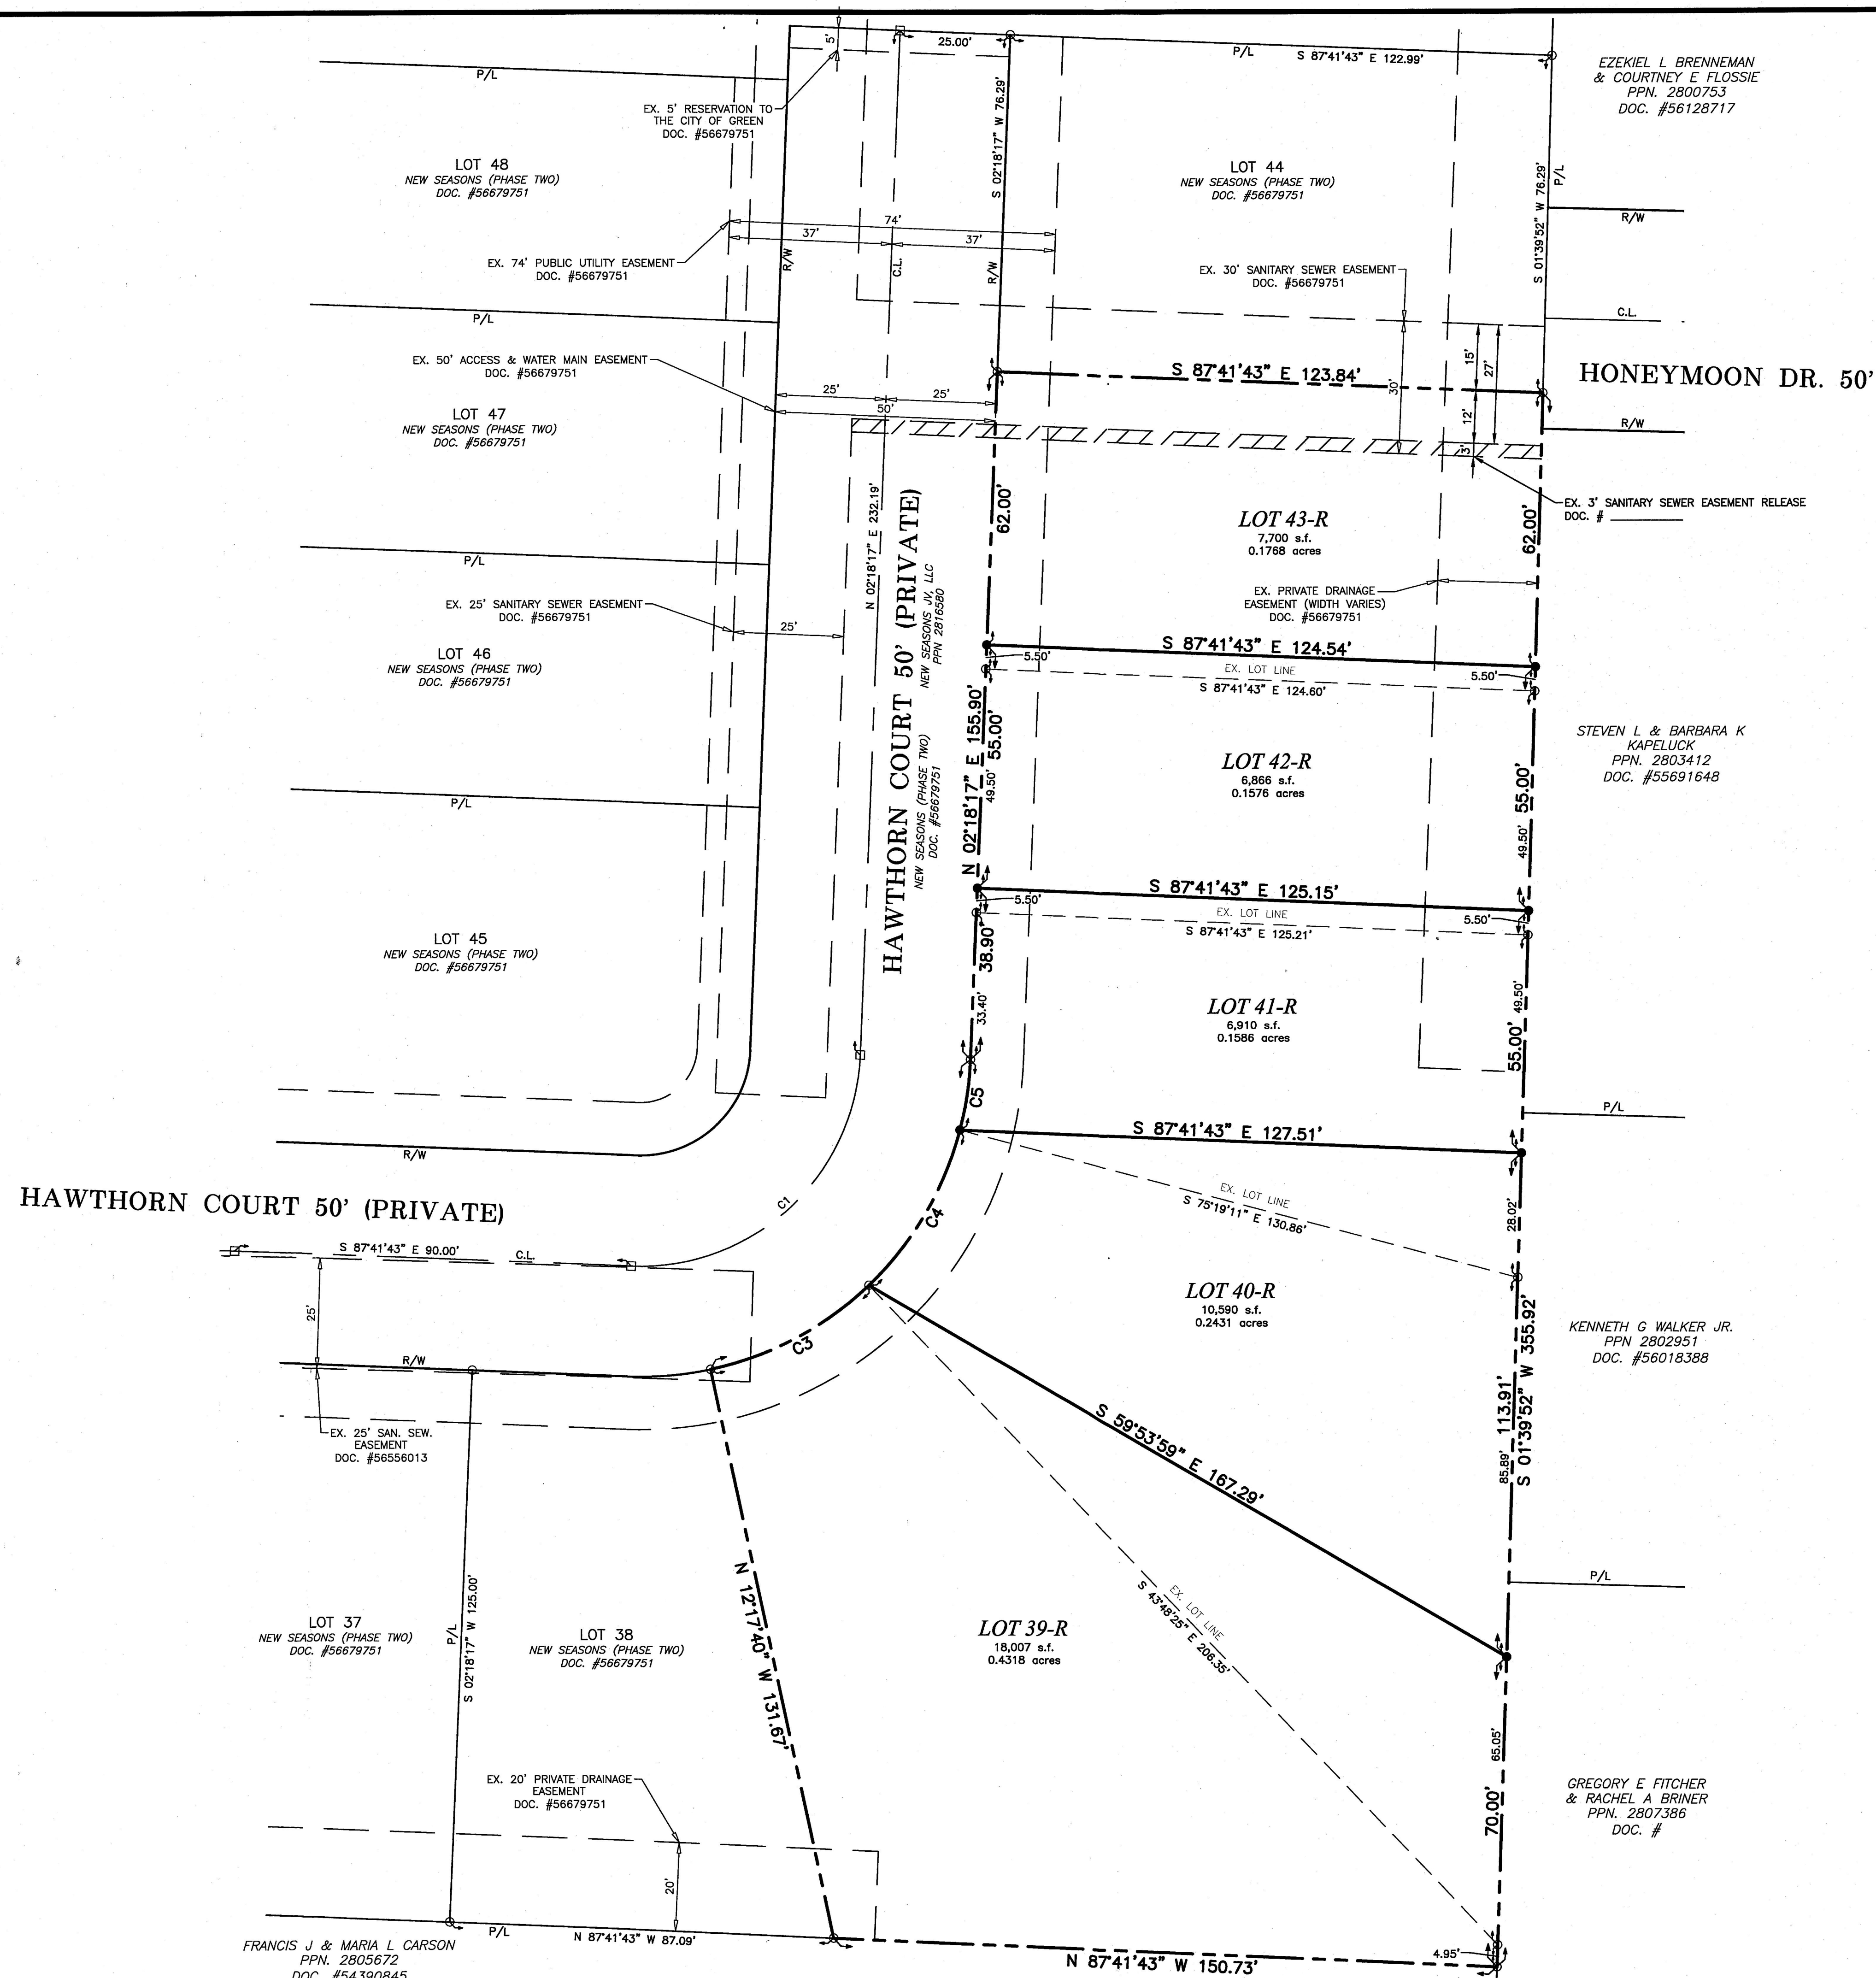 5'
25.00'
P/L
S 87°41'43" E 122.99'
EZEKIEL L BRENNEMAN
& COURTNEY E FLOSSIE
PPN. 2800753
DOC. #56128717
P/L
EX. 5' RESERVATION TO
THE CITY OF GREEN
DOC. #56679751
S 02°18'17" W 76.29'
LOT 48
NEW SEASONS (PHASE TWO)
DOC. #56679751
LOT 44
NEW SEASONS (PHASE TWO)
DOC. #56679751
S 01°39'52" W 76.29'
P/L
R/W
74'
37'
37'
EX. 74' PUBLIC UTILITY EASEMENT
DOC. #56679751
R/W
C.L.
R/W
EX. 30' SANITARY SEWER EASEMENT
DOC. #56679751
P/L
C.L.
EX. 50' ACCESS & WATER MAIN EASEMENT
DOC. #56679751
S 87°41'43" E 123.84'
15'
27'
30'
12'
3'
HONEYMOON DR. 50'
25'
25'
50'
LOT 47
NEW SEASONS (PHASE TWO)
DOC. #56679751
R/W
EX. 3' SANITARY SEWER EASEMENT RELEASE
DOC. #
N 02°18'17" E 232.19'
62.00'
LOT 43-R
7,700 s.f.
0.1768 acres
62.00'
P/L
EX. PRIVATE DRAINAGE
EASEMENT (WIDTH VARIES)
DOC. #56679751
EX. 25' SANITARY SEWER EASEMENT
DOC. #56679751
25'
HAWTHORN COURT 50' (PRIVATE)
NEW SEASONS JV, LLC
PPN 2816580
NEW SEASONS (PHASE TWO)
DOC. #56679751
LOT 46
NEW SEASONS (PHASE TWO)
DOC. #56679751
S 87°41'43" E 124.54'
5.50'
EX. LOT LINE
5.50'
S 87°41'43" E 124.60'
N 02°18'17" E 155.90'
55.00'
49.50'
LOT 42-R
6,866 s.f.
0.1576 acres
55.00'
49.50'
STEVEN L & BARBARA K
KAPELUCK
PPN. 2803412
DOC. #55691648
P/L
S 87°41'43" E 125.15'
5.50'
EX. LOT LINE
5.50'
S 87°41'43" E 125.21'
LOT 45
NEW SEASONS (PHASE TWO)
DOC. #56679751
38.90'
33.40'
LOT 41-R
6,910 s.f.
0.1586 acres
49.50'
55.00'
C5
P/L
R/W
S 87°41'43" E 127.51'
HAWTHORN COURT 50' (PRIVATE)
C1
C4
EX. LOT LINE
S 75°19'11" E 130.86'
28.02'
S 87°41'43" E 90.00'
C.L.
25'
LOT 40-R
10,590 s.f.
0.2431 acres
S 01°39'52" W 355.92'
113.91'
85.89'
KENNETH G WALKER JR.
PPN 2802951
DOC. #56018388
R/W
C3
EX. 25' SAN. SEW.
EASEMENT
DOC. #56556013
S 59°53'59" E 167.29'
P/L
S 02°18'17" W 125.00'
P/L
N 12°17'40" W 131.67'
EX. LOT LINE
S 43°48'25" E 206.35'
LOT 37
NEW SEASONS (PHASE TWO)
DOC. #56679751
LOT 38
NEW SEASONS (PHASE TWO)
DOC. #56679751
LOT 39-R
18,007 s.f.
0.4318 acres
65.05'
70.00'
EX. 20' PRIVATE DRAINAGE
EASEMENT
DOC. #56679751
GREGORY E FITCHER
& RACHEL A BRINER
PPN. 2807386
DOC. #
20'
P/L
N 87°41'43" W 87.09'
4.95'
N 87°41'43" W 150.73'
FRANCIS J & MARIA L CARSON
PPN. 2805672
DOC. #54390845